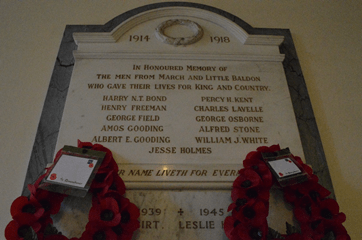 1914 1918
In Honoured Memory of
The men from March and Little Baldon
who gave their lives for King and Country.
Harry N.T. Bond Percy H. Kent
Henry Freeman Charles Lavelle
George Field George Osborne
Amos Gooding Alfred Stone
Albert E. Gooding William J. White
Jesse Holmes
Their name liveth for ever
1939 1945
Leslie